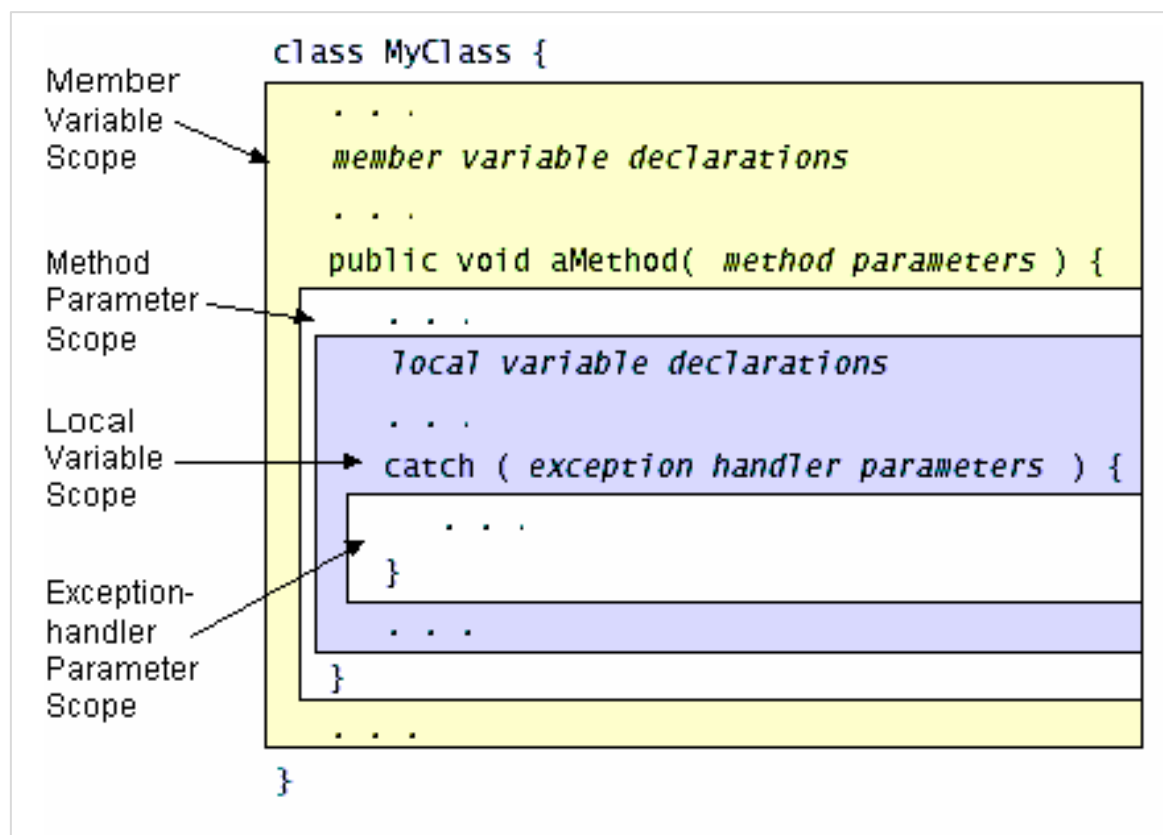 class MyClass {
Member
Variable
Scope
. . .
member variable declarations
. . .
public void aMethod( method parameters ) {
Method
Parameter
Scope
. . .
local variable declarations
. . .
Local
Variable
Scope
catch ( exception handler parameters ) {
. . .
}
Exception-
handler
Parameter
Scope
. . .
}
. . .
}